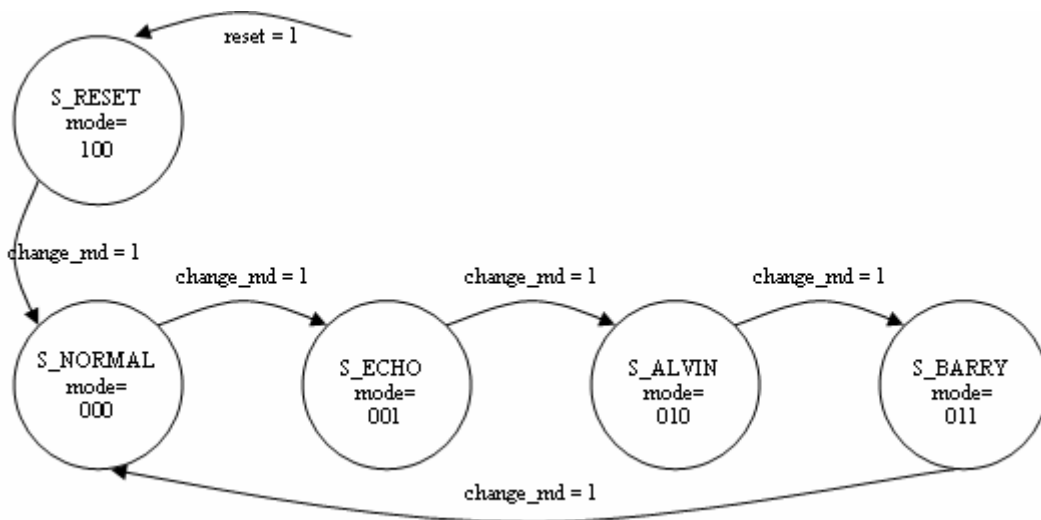 reset = 1
S_RESET
mode=
100
change_md = 1
change_md = 1
change_md = 1
change_md = 1
S_NORMAL
mode=
000
S_ECHO
mode=
001
S_ALVIN
mode=
010
S_BARRY
mode=
011
change_md = 1